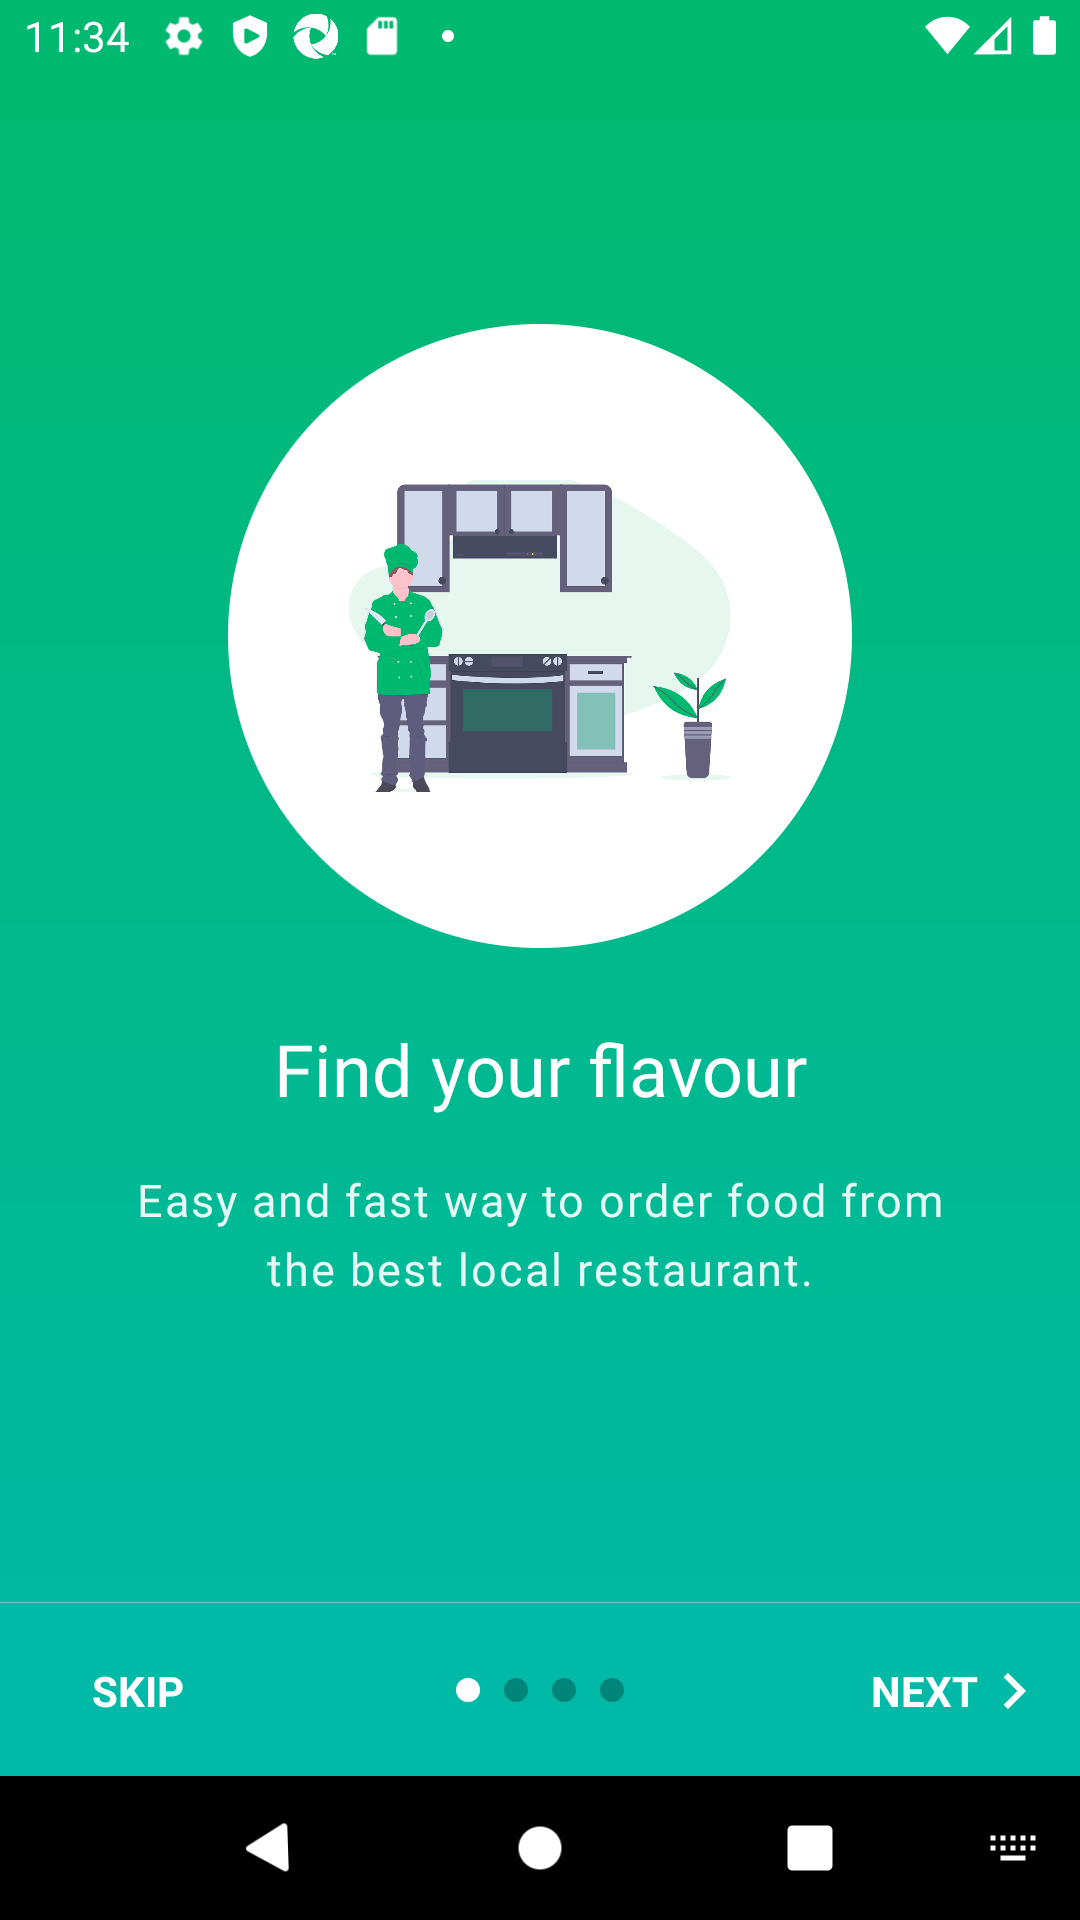 11:34
Find your flavour
Easy and fast way to order food from
the best local restaurant.
SKIP
NEXT